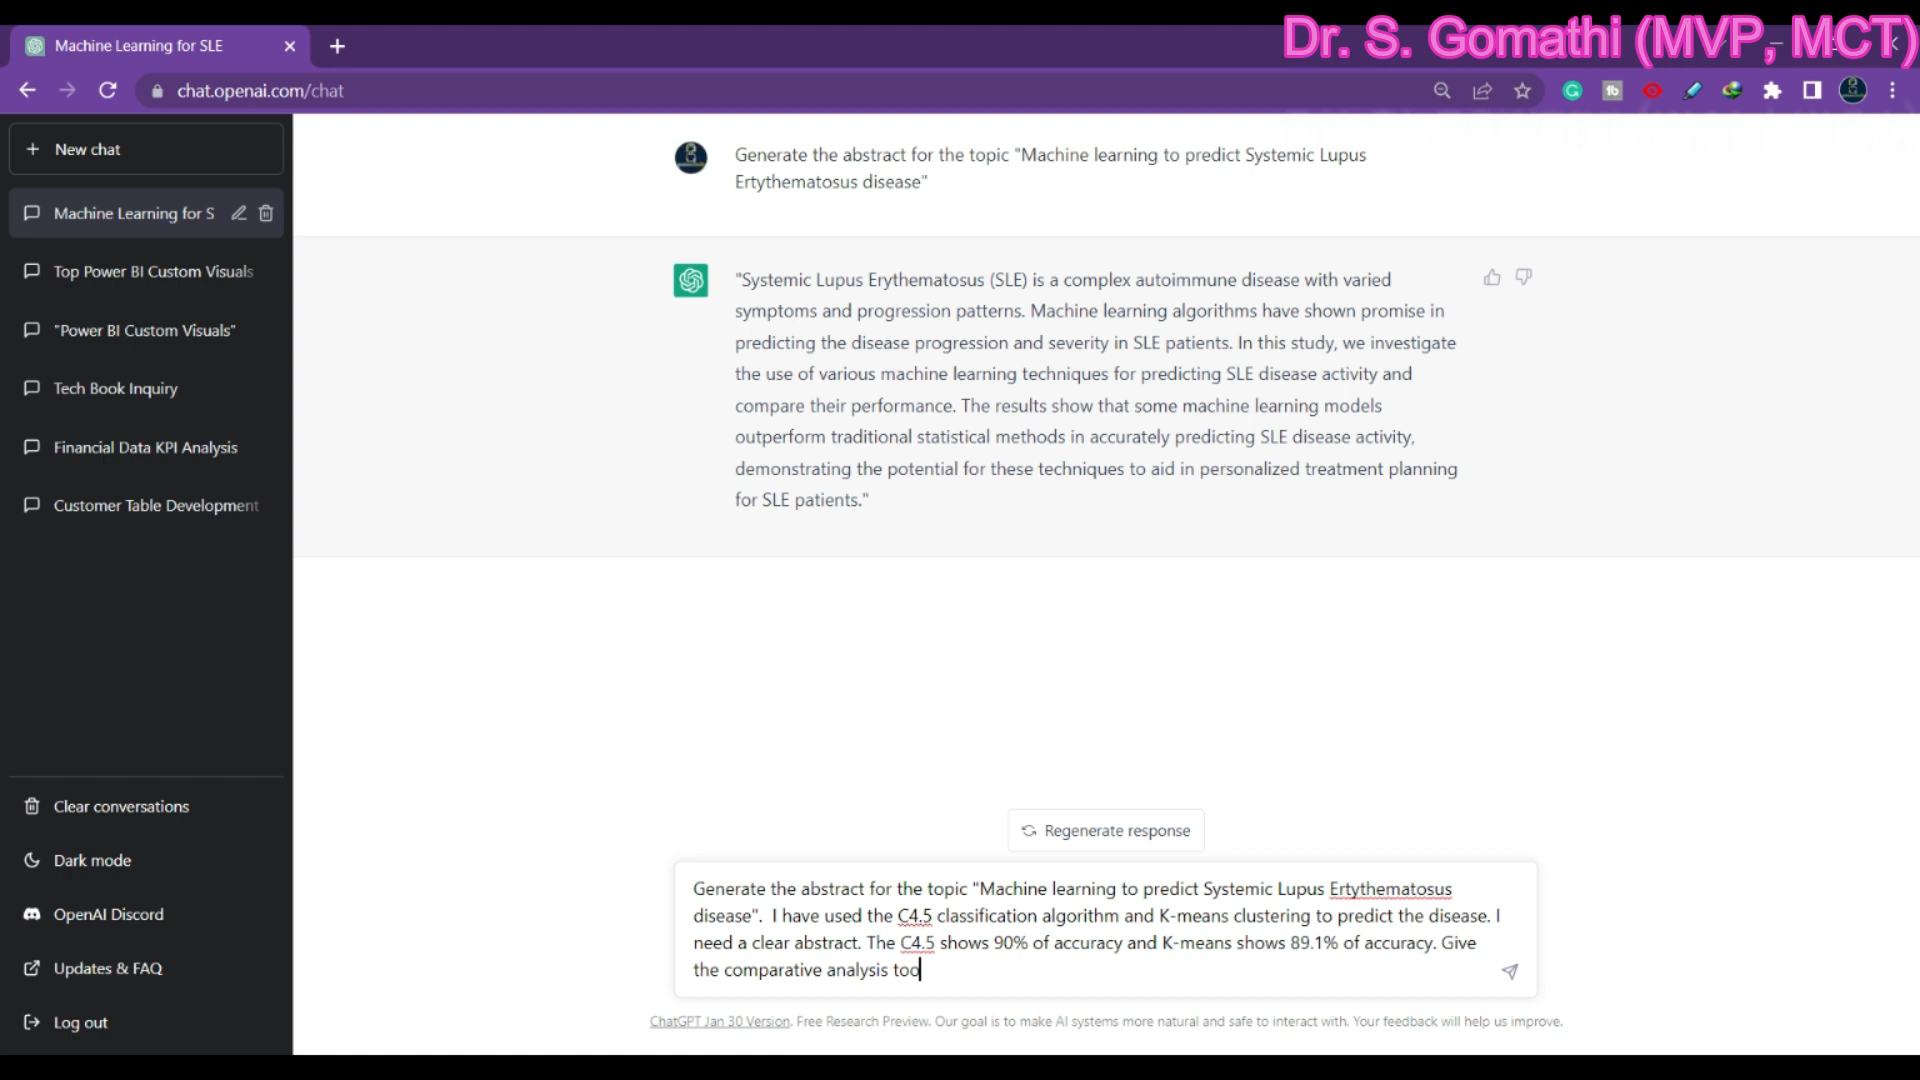 Dr. S. Gomathi (MVP, MCT)
Machine Learning for SLE
chat.openai.com/chat
New chat
Machine Learning for S
Top Power BI Custom Visuals
"Power BI Custom Visuals"
Tech Book Inquiry
Financial Data KPI Analysis
Customer Table Development
Clear conversations
Dark mode
OpenAI Discord
Updates & FAQ
Log out
Generate the abstract for the topic "Machine learning to predict Systemic Lupus
Ertythematosus disease"
"Systemic Lupus Erythematosus (SLE) is a complex autoimmune disease with varied
symptoms and progression patterns. Machine learning algorithms have shown promise in
predicting the disease progression and severity in SLE patients. In this study, we investigate
the use of various machine learning techniques for predicting SLE disease activity and
compare their performance. The results show that some machine learning models
outperform traditional statistical methods in accurately predicting SLE disease activity,
demonstrating the potential for these techniques to aid in personalized treatment planning
for SLE patients."
Regenerate response
Generate the abstract for the topic "Machine learning to predict Systemic Lupus Ertythematosus
disease".  I have used the C4.5 classification algorithm and K-means clustering to predict the disease. I
need a clear abstract. The C4.5 shows 90% of accuracy and K-means shows 89.1% of accuracy. Give
the comparative analysis too
ChatGPT Jan 30 Version. Free Research Preview. Our goal is to make AI systems more natural and safe to interact with. Your feedback will help us improve.